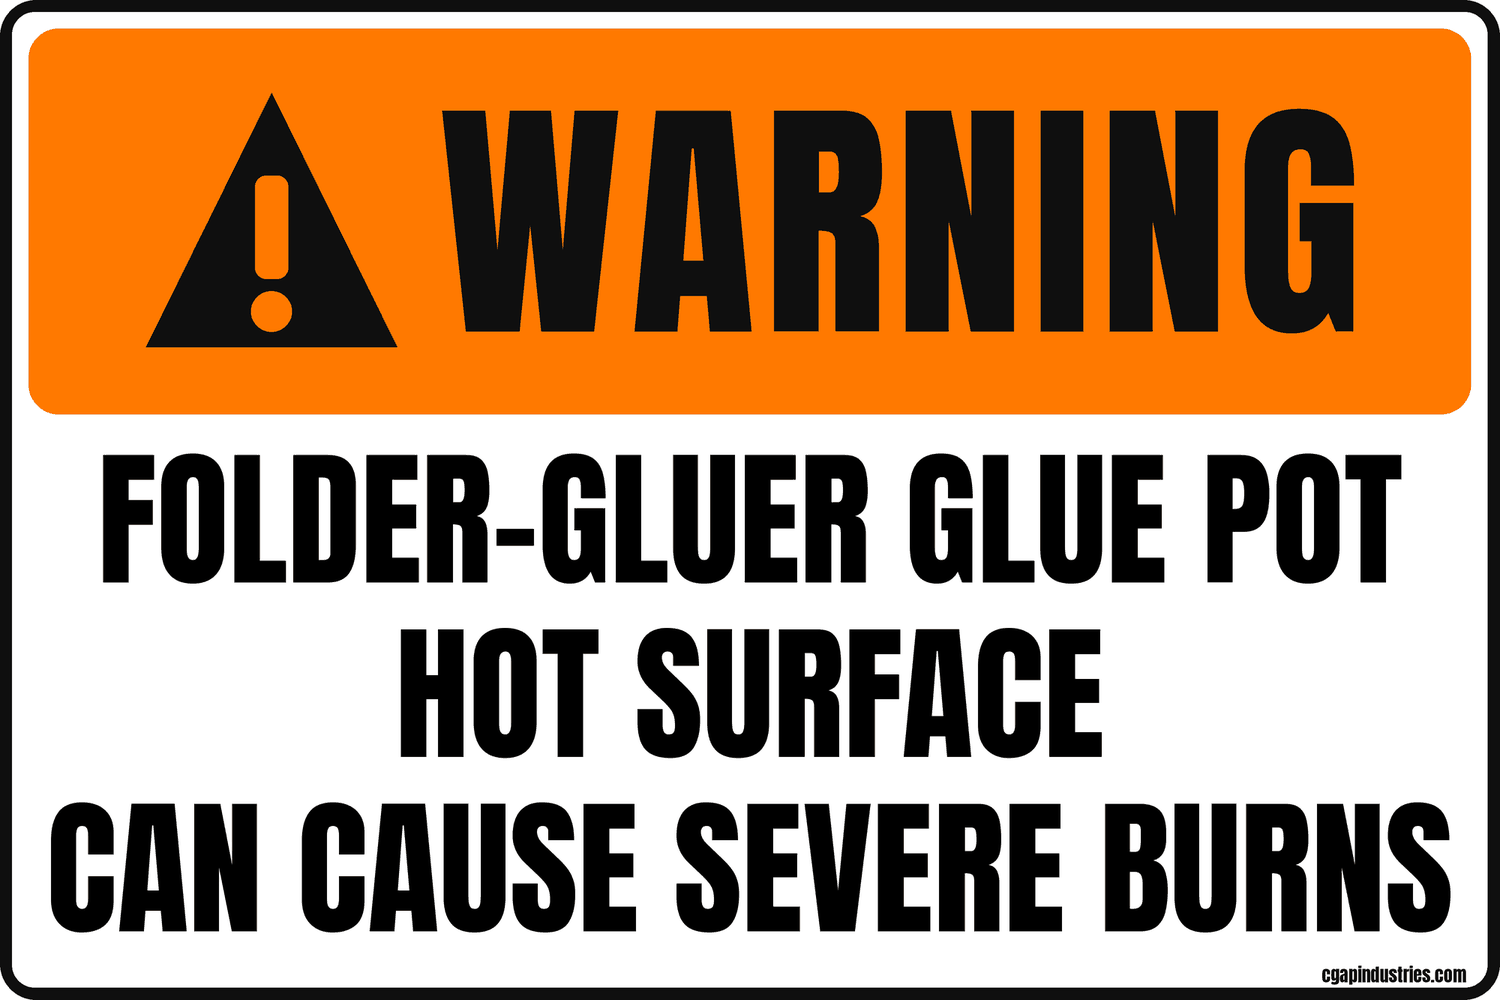 WARNING
FOLDER-GLUER GLUE POT
HOT SURFACE
CAN CAUSE SEVERE BURNS
cgapindustries.com